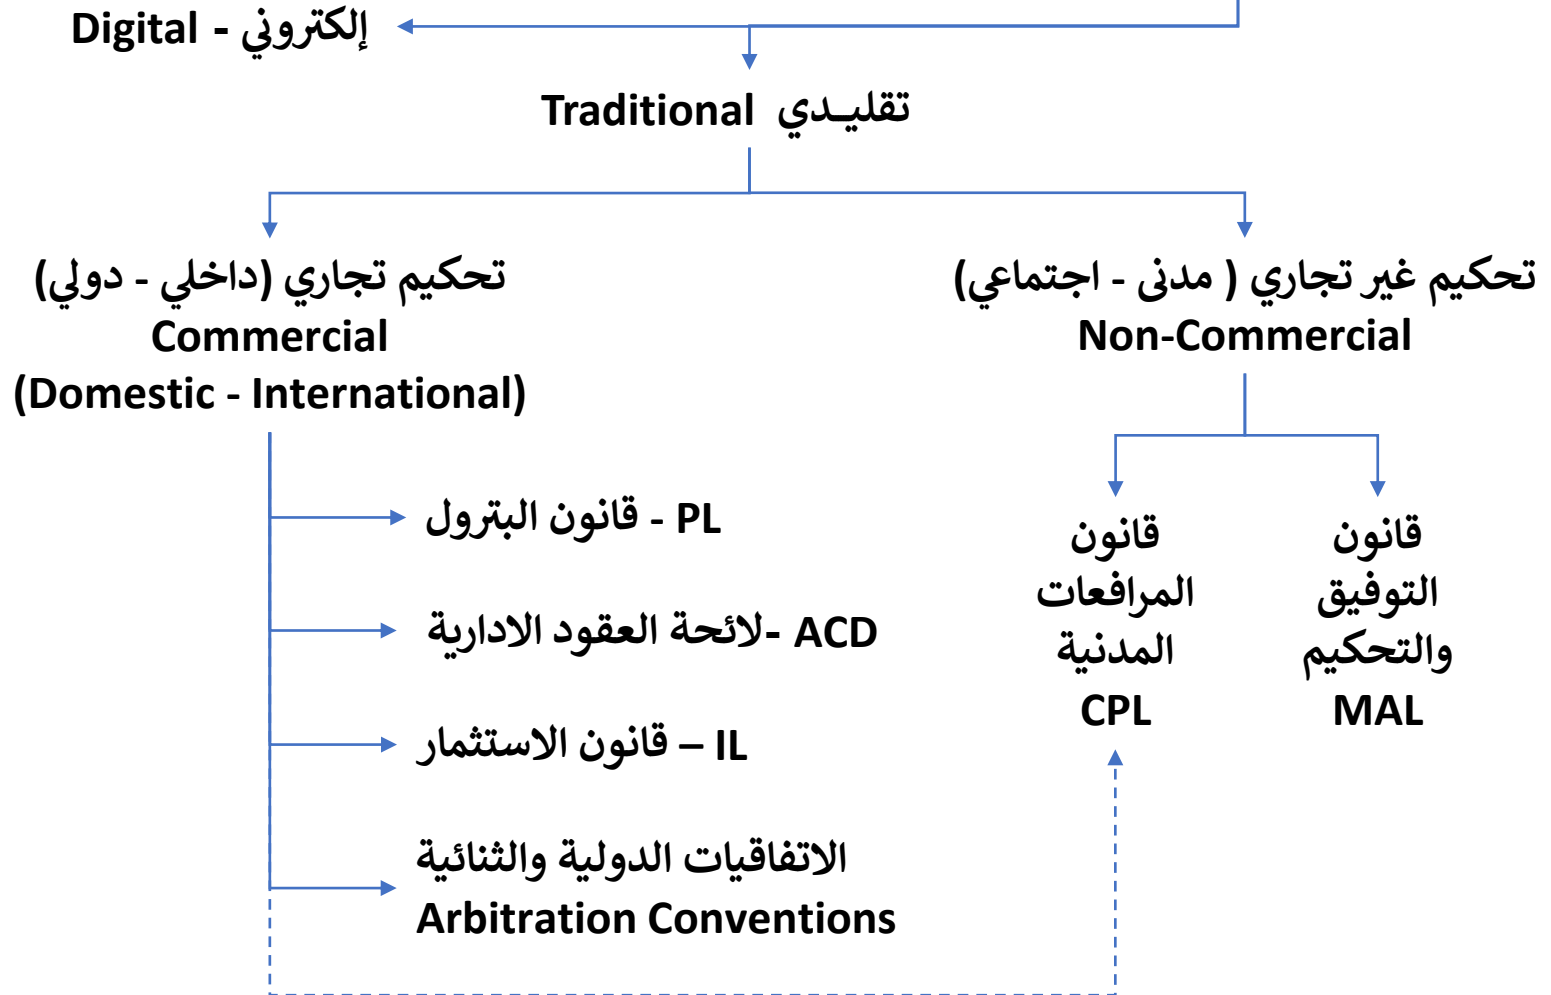 إلكتروني - Digital
تقليـدي Traditional
تحكيم تجاري (داخلي - دولي)
Commercial
(Domestic - International)
تحكيم غير تجاري ( مدنى - اجتماعي)
Non-Commercial
PL - قانون البترول
ACD -لائحة العقود الادارية
IL – قانون الاستثمار
الاتفاقيات الدولية والثنائية
Arbitration Conventions
قانون
المرافعات
المدنية
CPL
قانون
التوفيق
والتحكيم
MAL